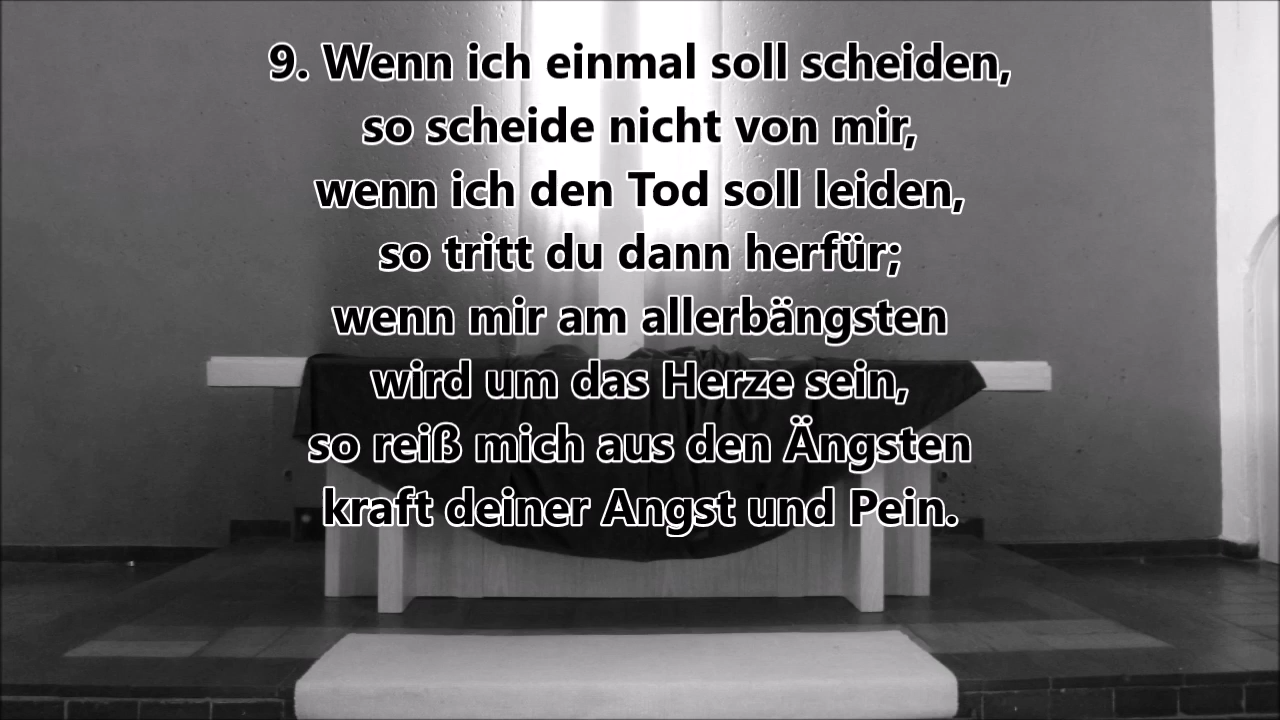 9. Wenn ich einmal soll scheiden,
so scheide nicht von mir,
wenn ich den Tod soll leiden,
so tritt du dann herfür;
wenn mir am allerbängsten
wird um das Herze sein,
so reiß mich aus den Ängsten
kraft deiner Angst und Pein.